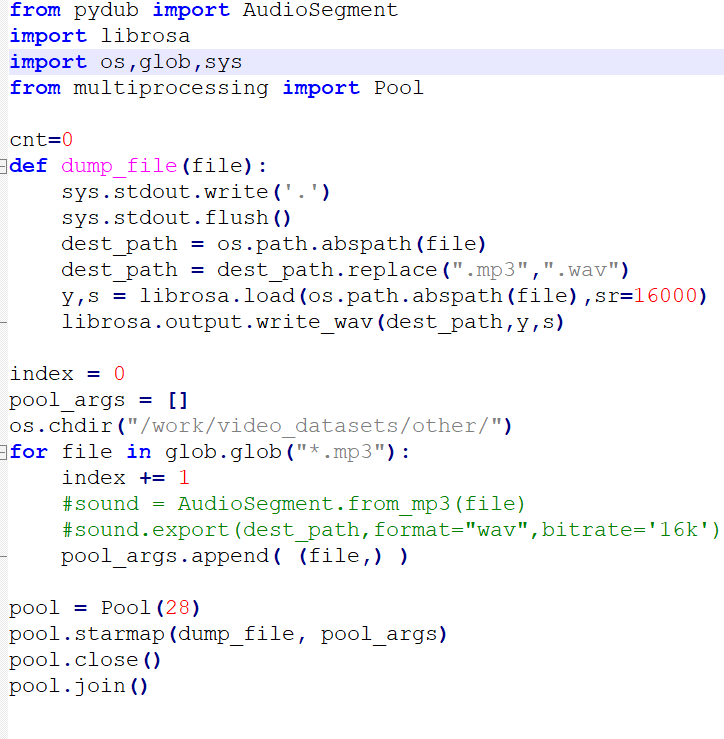 from pydub import AudioSegment
import librosa
import os,glob,sys
from multiprocessing import Pool

cnt=0
def dump_file(file):
    sys.stdout.write('.')
    sys.stdout.flush()
    dest_path = os.path.abspath(file)
    dest_path = dest_path.replace(".mp3",".wav")
    y,s = librosa.load(os.path.abspath(file),sr=16000)
    librosa.output.write_wav(dest_path,y,s)

index = 0
pool_args = []
os.chdir("/work/video_datasets/other/")
for file in glob.glob("*.mp3"):
    index += 1
    #sound = AudioSegment.from_mp3(file)
    #sound.export(dest_path,format="wav",bitrate='16k')
    pool_args.append( (file,) )

pool = Pool(28)
pool.starmap(dump_file, pool_args)
pool.close()
pool.join()